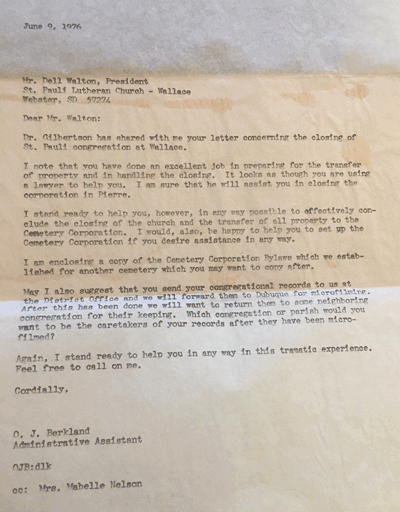 June 9, 1976
Mr. Dell Walton, President
St. Pauli Lutheran Church - Wallace
Webster, SD 57274
Dear Mr. Walton:
Dr. Gilbertson has shared with me your letter concerning the closing of
St. Pauli congregation at Wallace.
I note that you have done an excellent job in preparing for the transfer
of property and in handling the closing. It looks as though you are using
a lawyer to help you. I am sure that he will assist you in closing the
corporation in Pierre.
I stand ready to help you, however, in any way possible to effectively con-
clude the closing of the church and the transfer of all property to the
Cemetery Corporation. I would, also, be happy to help you to set up the
Cemetery Corporation if you desire assistance in any way.
I am enclosing a copy of the Cemetery Corporation Bylaws which we estab-
lished for another cemetery which you may want to copy after.
May I also suggest that you send your congregational records to us at
the District Office and we will forward them to Dubuque for microfilming.
After this has been done we will want to return them to some neighboring
congregation for their keeping. Which congregation or parish would you
want to be the caretakers of your records after they have been micro-
filmed?
Again, I stand ready to help you in any way in this tramatic experience.
Feel free to call on me.
Cordially,
O. J. Berkland
Administrative Assistant
OJB:dlk
cc: Mrs. Mabelle Nelson